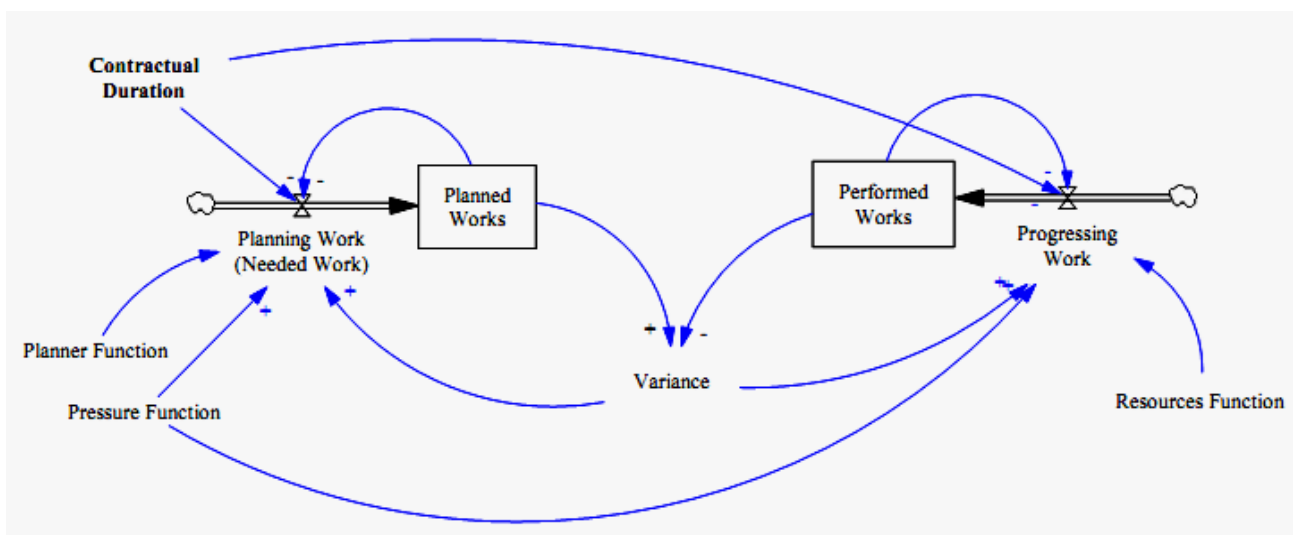 Contractual
Duration
Planned
Works
Performed
Works
- -
-
-
Planning Work
(Needed Work)
Progressing
Work
+
+
+
+
+ -
Planner Function
Variance
Pressure Function
Resources Function